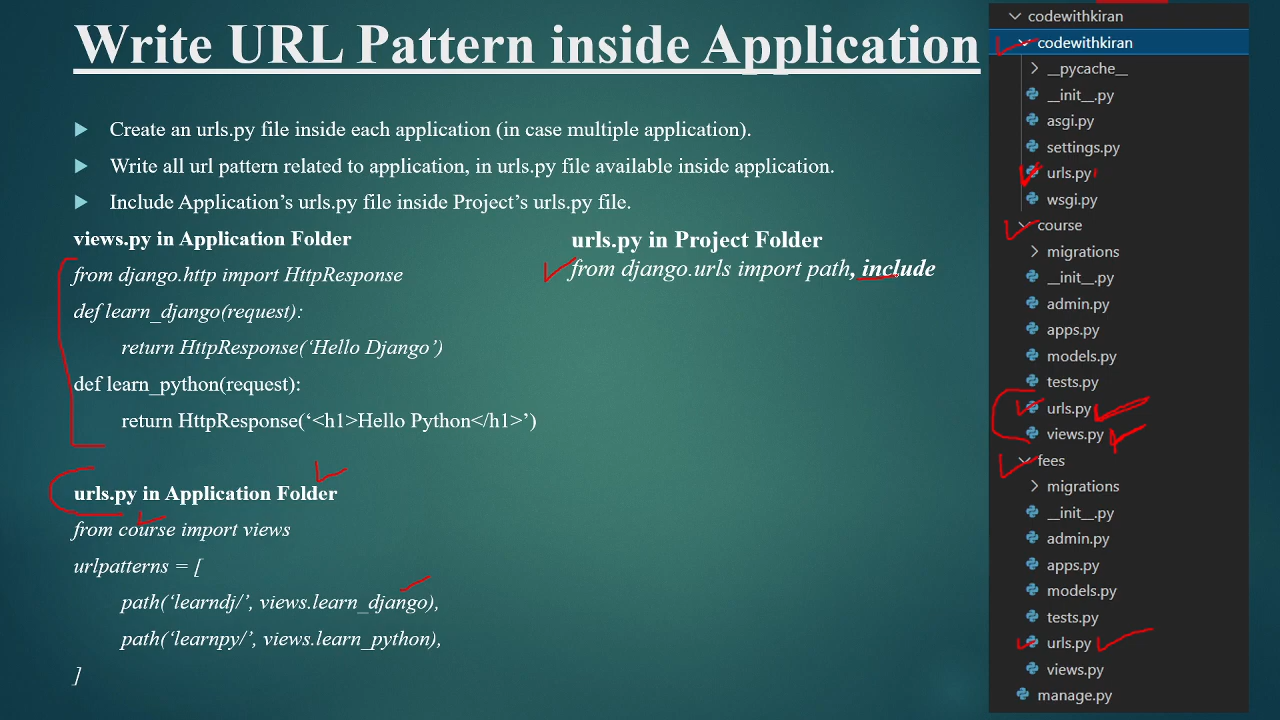 Write URL Pattern inside Application
Create an urls.py file inside each application (in case multiple application).
Write all url pattern related to application, in urls.py file available inside application.
Include Application's urls.py file inside Project's urls.py file.
views.py in Application Folder
from django.http import HttpResponse
def learn_django(request):
return HttpResponse(‘Hello Django’)
def learn_python(request):
return HttpResponse(‘<h1>Hello Python</h1>’)
urls.py in Application Folder
from course import views
urlpatterns = [
path(‘learndj/’, views.learn_django),
path(‘learnpy/’, views.learn_python),
]
urls.py in Project Folder
from django.urls import path, include
codewithkiran
codewithkiran
__pycache__
__init__.py
asgi.py
settings.py
urls.py
wsgi.py
course
migrations
__init__.py
admin.py
apps.py
models.py
tests.py
urls.py
views.py
fees
migrations
__init__.py
admin.py
apps.py
models.py
tests.py
urls.py
views.py
manage.py